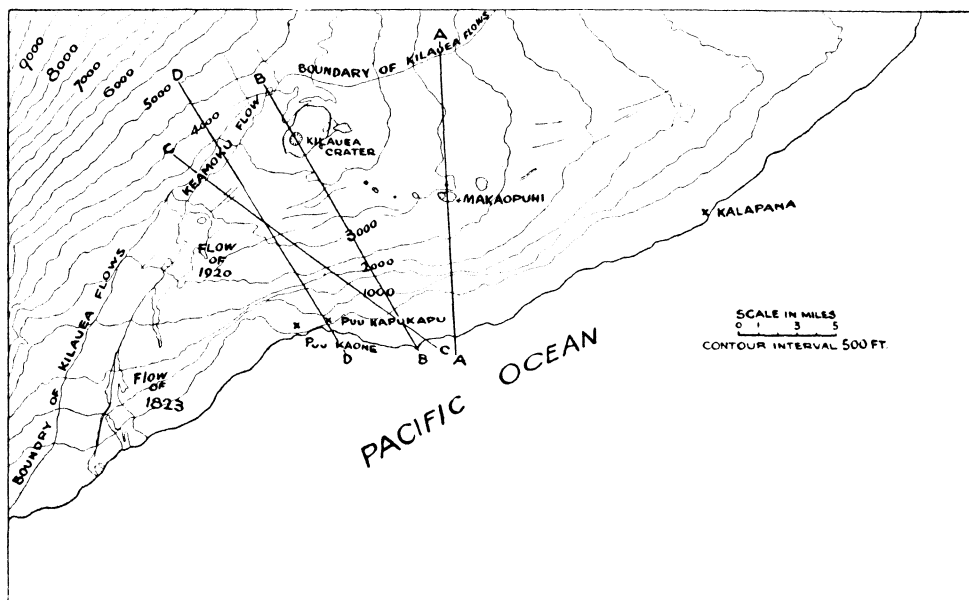 9000
8000
7000
6000
5000
4000
D
B
A
C
BOUNDARY OF KILAUEA FLOWS
KEAMOKU FLOW
KILAUEA
CRATER
MAKAOPUHI
KALAPANA
FLOW
OF
1920
3000
2000
1000
PUU KAPUKAPU
PUU KAONE
D
B
C
A
PACIFIC OCEAN
SCALE IN MILES
0 1 3 5
CONTOUR INTERVAL 500 FT.
FLOW
OF
1823
BOUNDRY OF KILAUEA FLOWS